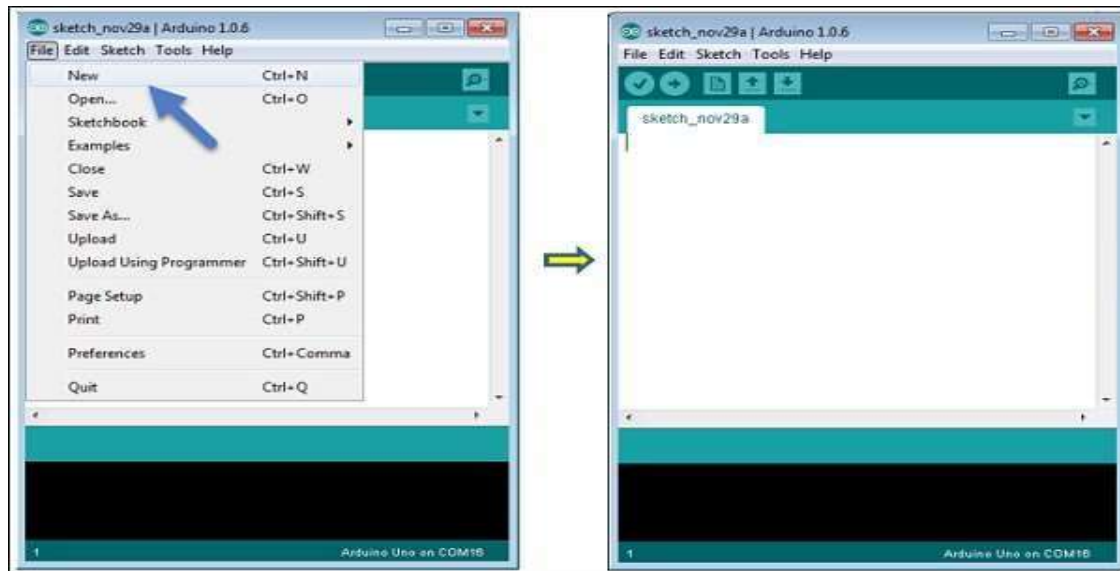 sketch_nov29a | Arduino 1.0.6
File Edit Sketch Tools Help
New Ctrl+N
Open... Ctrl+O
Sketchbook
Examples
Close Ctrl+W
Save Ctrl+S
Save As... Ctrl+Shift+S
Upload Ctrl+U
Upload Using Programmer Ctrl+Shift+U
Page Setup Ctrl+Shift+P
Print Ctrl+P
Preferences Ctrl+Comma
Quit Ctrl+Q
1 Arduino Uno on COM16
sketch_nov29a | Arduino 1.0.6
File Edit Sketch Tools Help
sketch_nov29a
1 Arduino Uno on COM16